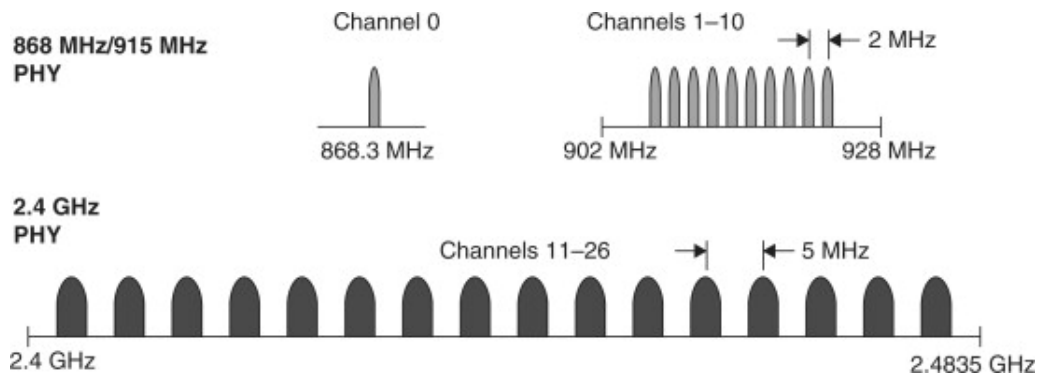 868 MHz/915 MHz
PHY
Channel 0
868.3 MHz
Channels 1–10
2 MHz
902 MHz
928 MHz
2.4 GHz
PHY
Channels 11–26
5 MHz
2.4 GHz
2.4835 GHz